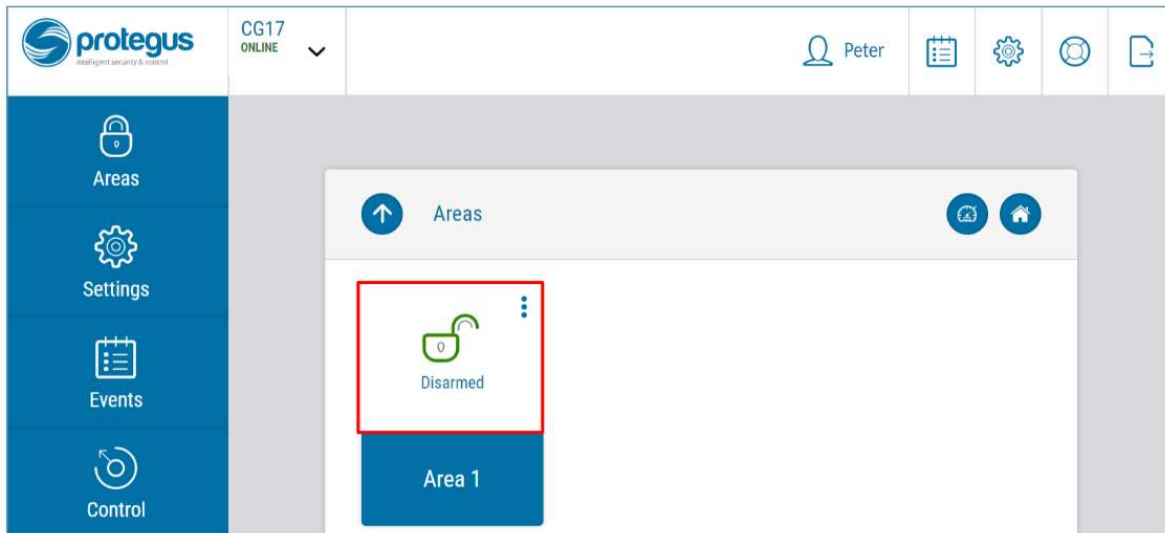 protegus
intelligent security & control
CG17
ONLINE
Peter
Areas
Settings
Events
Control
Areas
Disarmed
Area 1